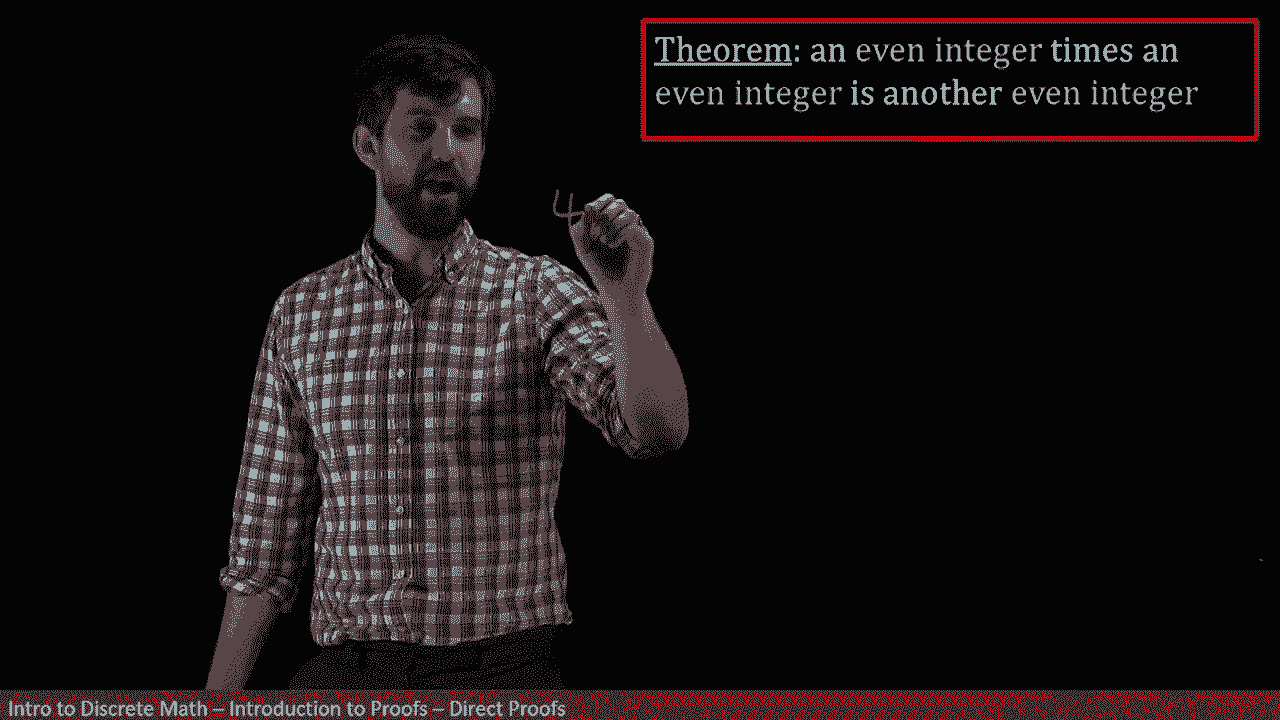 Theorem: an even integer times an
even integer is another even integer
4
Intro to Discrete Math – Introduction to Proofs – Direct Proofs